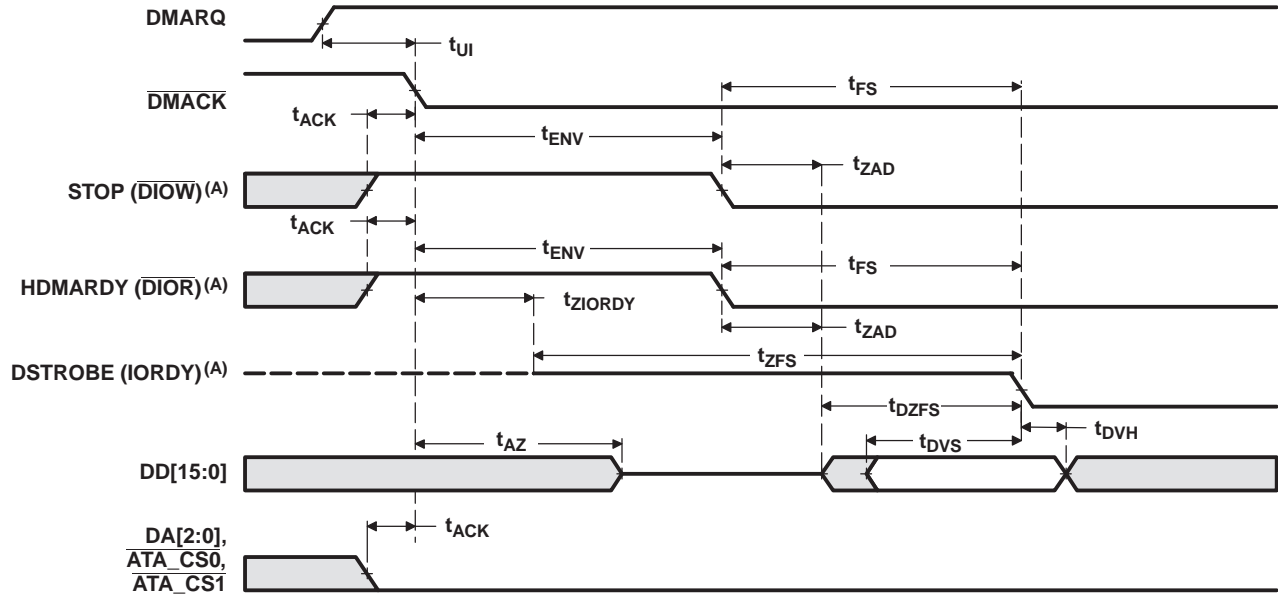 DMARQ
tUI
DMACK
tFS
tACK
tENV
tZAD
STOP (DIOW)(A)
tACK
tENV
tFS
HDMARDY (DIOR)(A)
tZIORDY
tZAD
tZFS
DSTROBE (IORDY)(A)
tDZFS
tDVH
tAZ
tDVS
DD[15:0]
tACK
DA[2:0],
ATA_CS0,
ATA_CS1